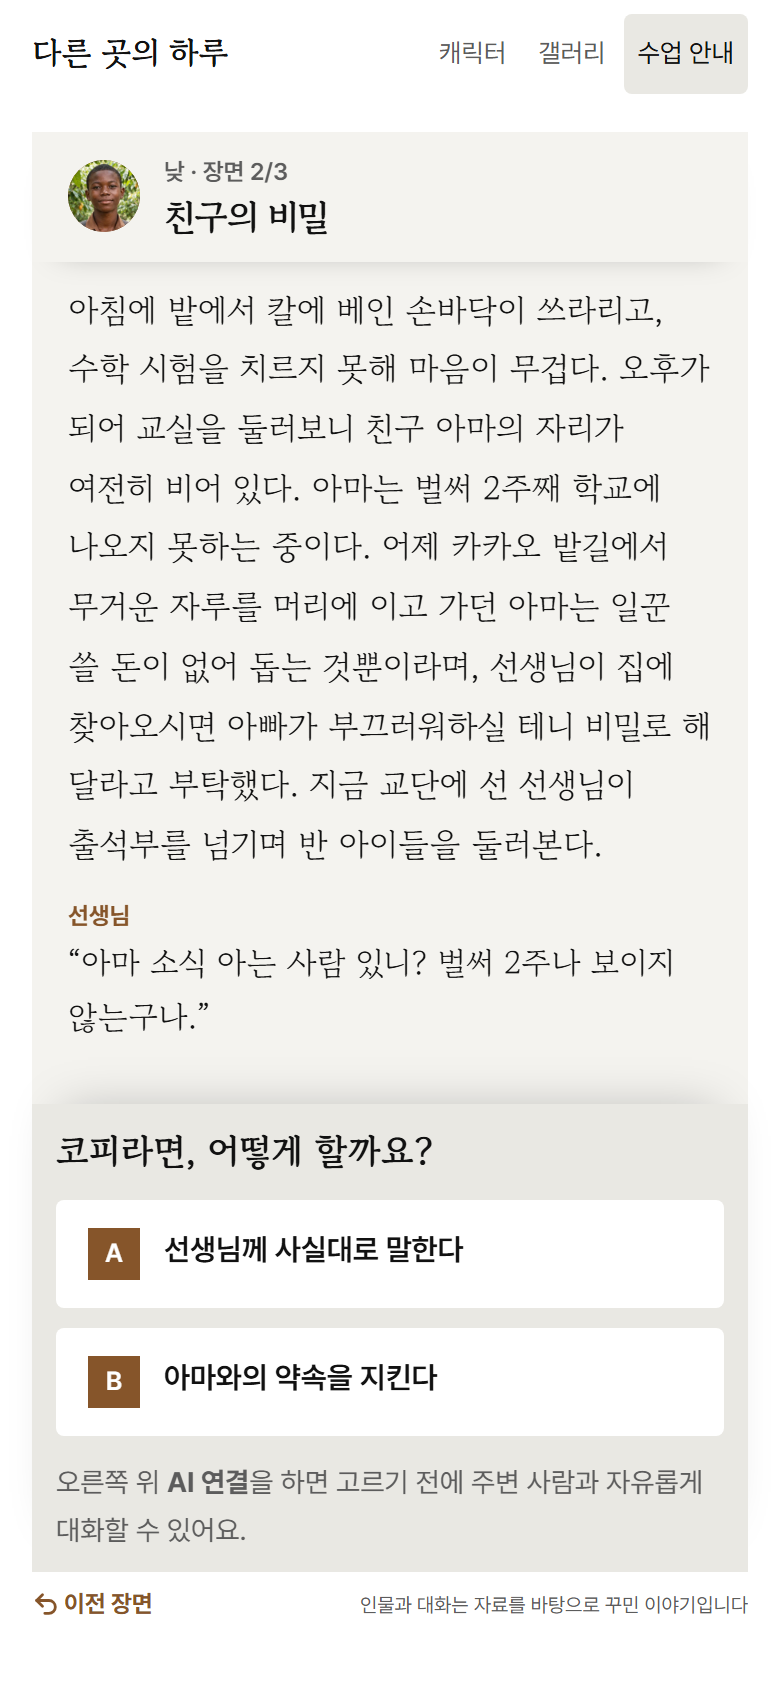 다른 곳의 하루
캐릭터
갤러리
수업 안내
낮 · 장면 2/3
친구의 비밀
아침에 밭에서 칼에 베인 손바닥이 쓰라리고,
수학 시험을 치르지 못해 마음이 무겁다. 오후가
되어 교실을 둘러보니 친구 아마의 자리가
여전히 비어 있다. 아마는 벌써 2주째 학교에
나오지 못하는 중이다. 어제 카카오 밭길에서
무거운 자루를 머리에 이고 가던 아마는 일꾼
쓸 돈이 없어 돕는 것뿐이라며, 선생님이 집에
찾아오시면 아빠가 부끄러워하실 테니 비밀로 해
달라고 부탁했다. 지금 교단에 선 선생님이
출석부를 넘기며 반 아이들을 둘러본다.
선생님
“아마 소식 아는 사람 있니? 벌써 2주나 보이지
않는구나.”
코피라면, 어떻게 할까요?
A 선생님께 사실대로 말한다
B 아마와의 약속을 지킨다
오른쪽 위 AI 연결을 하면 고르기 전에 주변 사람과 자유롭게
대화할 수 있어요.
이전 장면
인물과 대화는 자료를 바탕으로 꾸민 이야기입니다